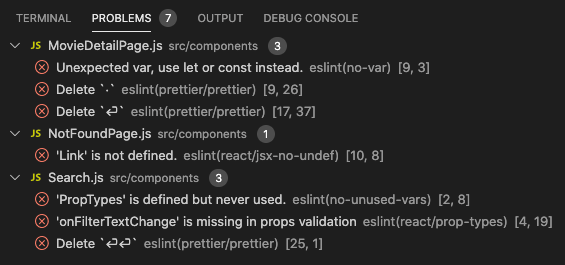 TERMINAL PROBLEMS 7 OUTPUT DEBUG CONSOLE
JS MovieDetailPage.js src/components 3
Unexpected var, use let or const instead. eslint(no-var) [9, 3]
Delete `·` eslint(prettier/prettier) [9, 26]
Delete `⏎` eslint(prettier/prettier) [17, 37]
JS NotFoundPage.js src/components 1
'Link' is not defined. eslint(react/jsx-no-undef) [10, 8]
JS Search.js src/components 3
'PropTypes' is defined but never used. eslint(no-unused-vars) [2, 8]
'onFilterTextChange' is missing in props validation eslint(react/prop-types) [4, 19]
Delete `⏎⏎` eslint(prettier/prettier) [25, 1]